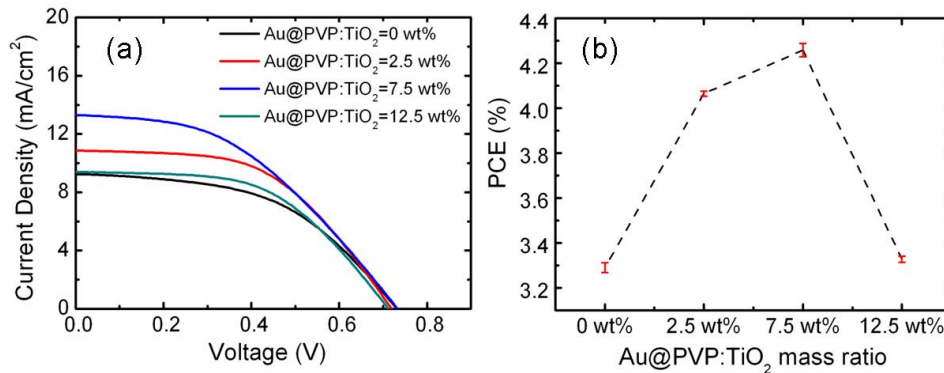 (a)
Au@PVP:TiO₂=0 wt%
Au@PVP:TiO₂=2.5 wt%
Au@PVP:TiO₂=7.5 wt%
Au@PVP:TiO₂=12.5 wt%
20
16
12
8
4
0
Current Density (mA/cm²)
0.0 0.2 0.4 0.6 0.8
Voltage (V)
(b)
4.4
4.2
4.0
3.8
3.6
3.4
3.2
PCE (%)
0 wt% 2.5 wt% 7.5 wt% 12.5 wt%
Au@PVP:TiO₂ mass ratio